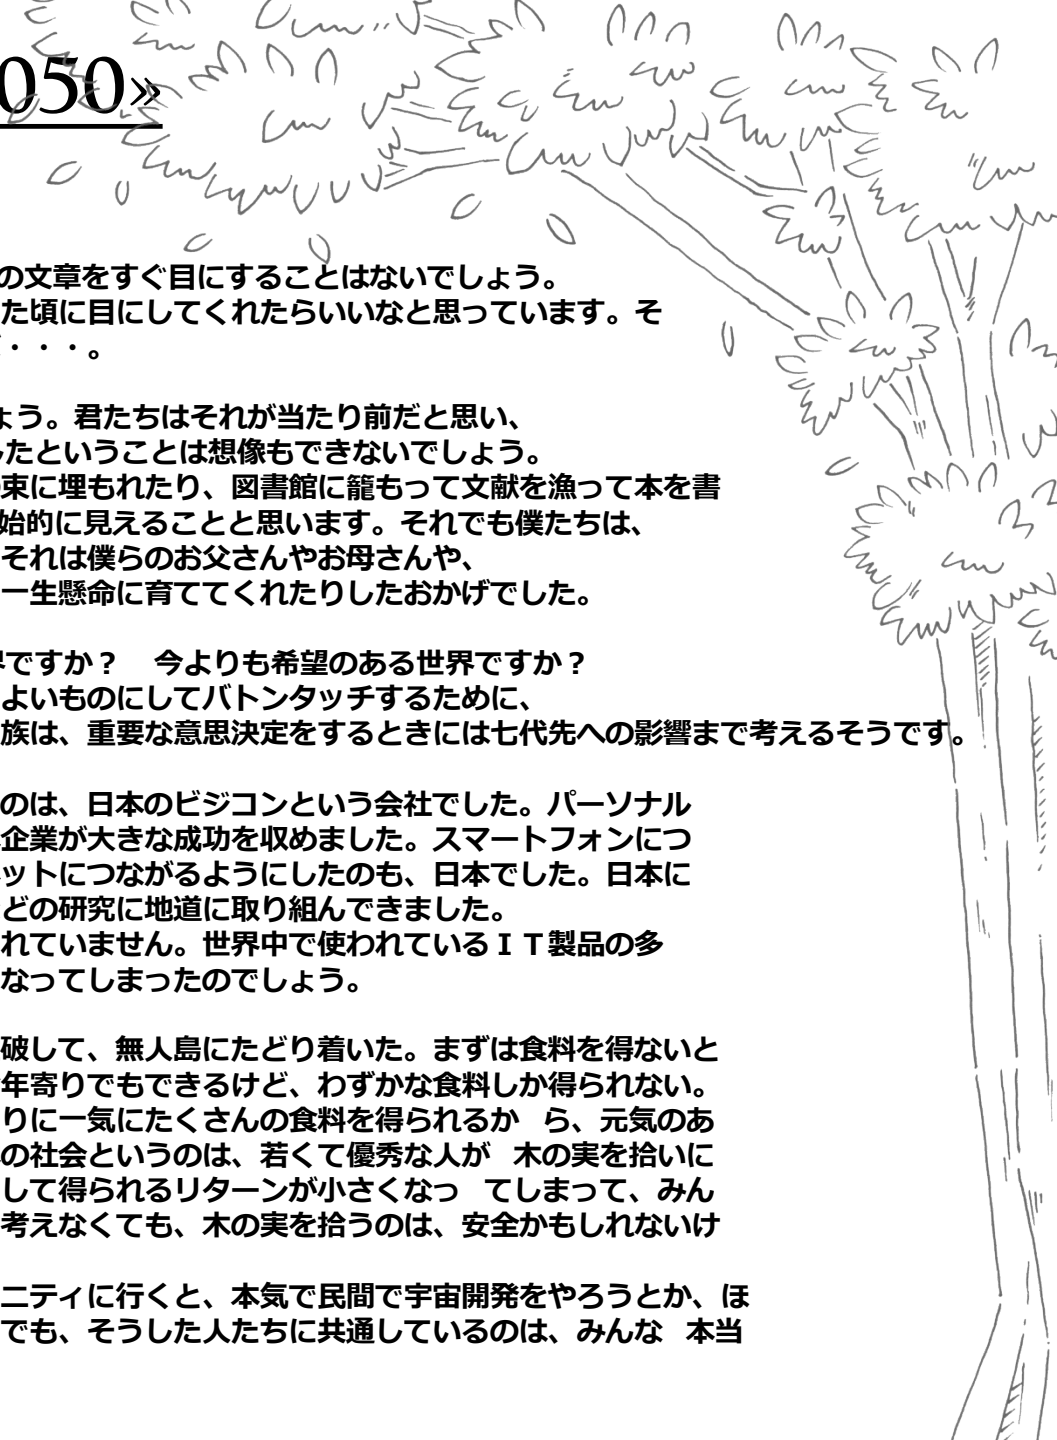 050»
の文章をすぐ目にすることはないでしょう。
た頃に目にしてくれたらいいなと思っています。そ
・・・。
ょう。君たちはそれが当たり前だと思い、
たということは想像もできないでしょう。
束に埋もれたり、図書館に籠もって文献を漁って本を書
始的に見えることと思います。それでも僕たちは、
それは僕らのお父さんやお母さんや、
一生懸命に育ててくれたりしたおかげでした。
界ですか？　今よりも希望のある世界ですか？
よいものにしてバトンタッチするために、
族は、重要な意思決定をするときには七代先への影響まで考えるそうです。
のは、日本のビジコンという会社でした。パーソナル
企業が大きな成功を収めました。スマートフォンにつ
ットにつながるようにしたのも、日本でした。日本に
どの研究に地道に取り組んできました。
れていません。世界中で使われているＩＴ製品の多
なってしまったのでしょう。
破して、無人島にたどり着いた。まずは食料を得ないと
年寄りでもできるけど、わずかな食料しか得られない。
りに一気にたくさんの食料を得られるか　ら、元気のあ
の社会というのは、若くて優秀な人が　木の実を拾いに
して得られるリターンが小さくなっ　てしまって、みん
考えなくても、木の実を拾うのは、安全かもしれないけ
ニティに行くと、本気で民間で宇宙開発をやろうとか、ほ
でも、そうした人たちに共通しているのは、みんな　本当